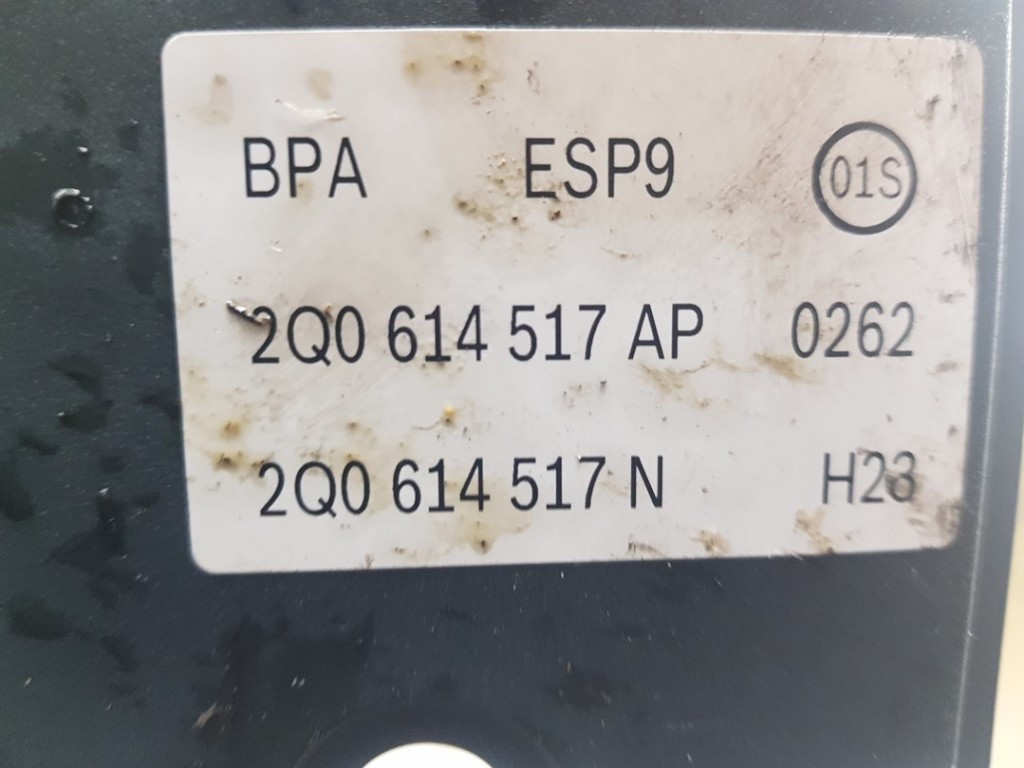 BPA ESP9 01S
2Q0 614 517 AP 0262
2Q0 614 517 N H23